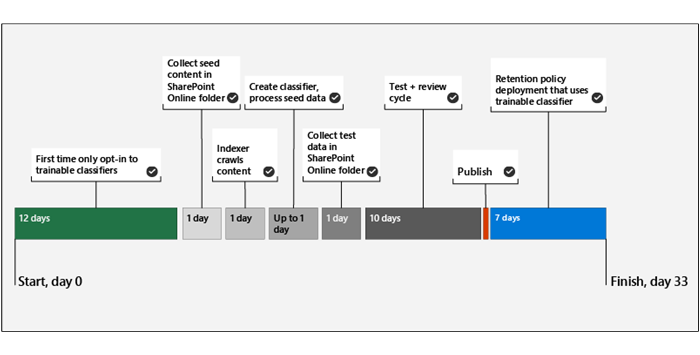 Collect seed
content in
SharePoint
Online folder
Create classifier,
process seed data
Test + review
cycle
Retention policy
deployment that uses
trainable classifier
First time only opt-in to
trainable classifiers
Indexer
crawls
content
Collect test
data in
SharePoint
Online folder
Publish
12 days
1 day
1 day
Up to 1
day
1 day
10 days
7 days
Start, day 0
Finish, day 33